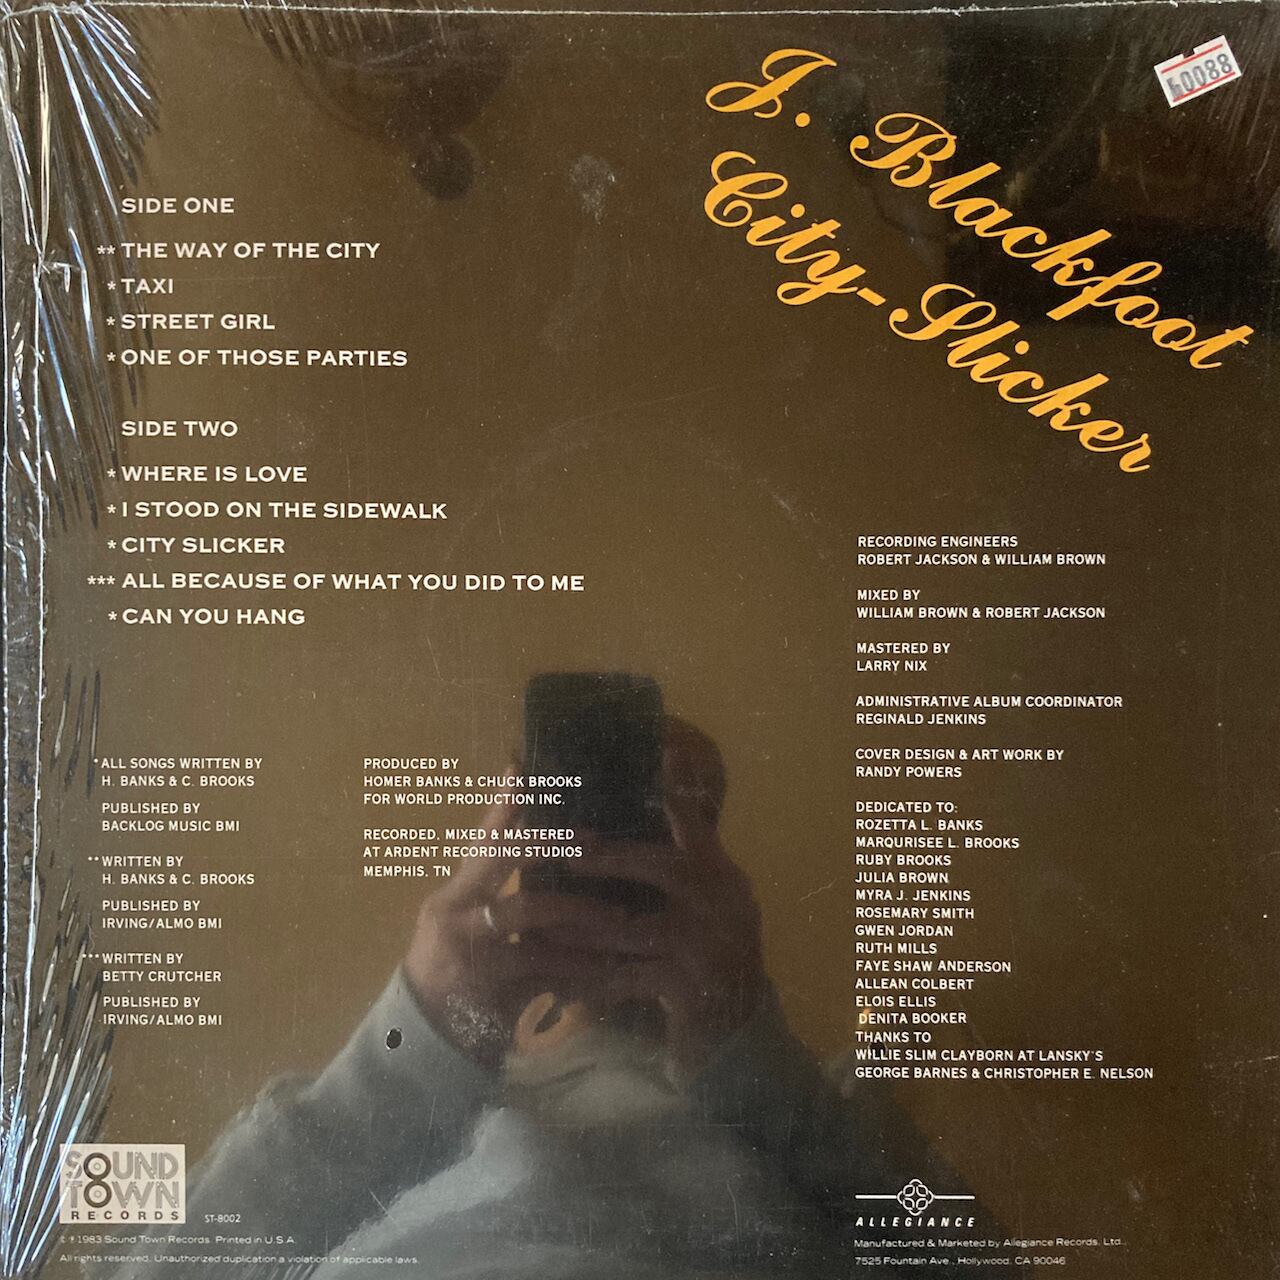 40088
J. Blackfoot
City-Slicker
SIDE ONE
** THE WAY OF THE CITY
* TAXI
* STREET GIRL
* ONE OF THOSE PARTIES
SIDE TWO
* WHERE IS LOVE
* I STOOD ON THE SIDEWALK
* CITY SLICKER
*** ALL BECAUSE OF WHAT YOU DID TO ME
* CAN YOU HANG
* ALL SONGS WRITTEN BY
H. BANKS & C. BROOKS
PUBLISHED BY
BACKLOG MUSIC BMI
** WRITTEN BY
H. BANKS & C. BROOKS
PUBLISHED BY
IRVING/ALMO BMI
*** WRITTEN BY
BETTY CRUTCHER
PUBLISHED BY
IRVING/ALMO BMI
PRODUCED BY
HOMER BANKS & CHUCK BROOKS
FOR WORLD PRODUCTION INC.
RECORDED, MIXED & MASTERED
AT ARDENT RECORDING STUDIOS
MEMPHIS, TN
RECORDING ENGINEERS
ROBERT JACKSON & WILLIAM BROWN
MIXED BY
WILLIAM BROWN & ROBERT JACKSON
MASTERED BY
LARRY NIX
ADMINISTRATIVE ALBUM COORDINATOR
REGINALD JENKINS
COVER DESIGN & ART WORK BY
RANDY POWERS
DEDICATED TO:
ROZETTA L. BANKS
MARQURISEE L. BROOKS
RUBY BROOKS
JULIA BROWN
MYRA J. JENKINS
ROSEMARY SMITH
GWEN JORDAN
RUTH MILLS
FAYE SHAW ANDERSON
ALLEAN COLBERT
ELOIS ELLIS
DENITA BOOKER
THANKS TO
WILLIE SLIM CLAYBORN AT LANSKY'S
GEORGE BARNES & CHRISTOPHER E. NELSON
SOUND
TOWN
RECORDS
ST-8002
© ℗ 1983 Sound Town Records. Printed in U.S.A.
All rights reserved. Unauthorized duplication a violation of applicable laws.
ALLEGIANCE
Manufactured & Marketed by Allegiance Records, Ltd.,
7525 Fountain Ave., Hollywood, CA 90046